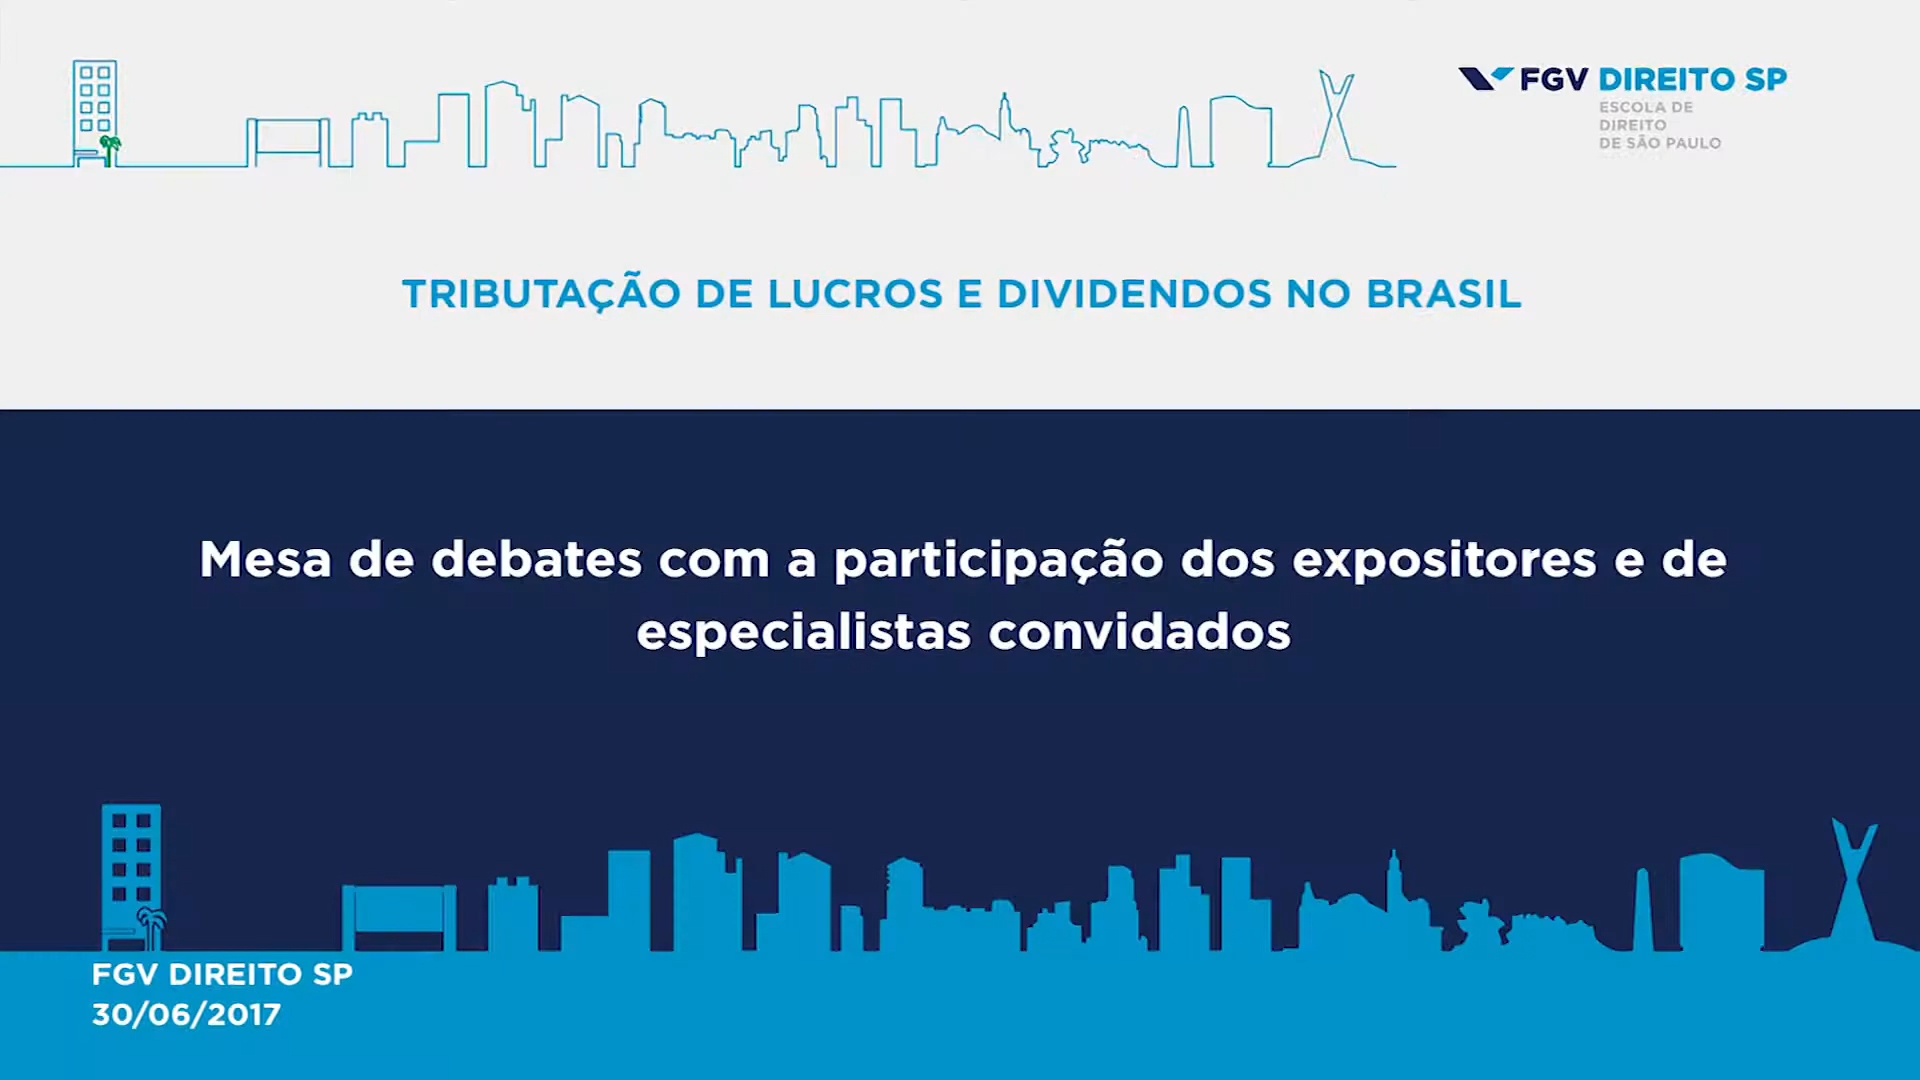 FGV DIREITO SP
ESCOLA DE
DIREITO
DE SÃO PAULO
TRIBUTAÇÃO DE LUCROS E DIVIDENDOS NO BRASIL
Mesa de debates com a participação dos expositores e de
especialistas convidados
FGV DIREITO SP
30/06/2017